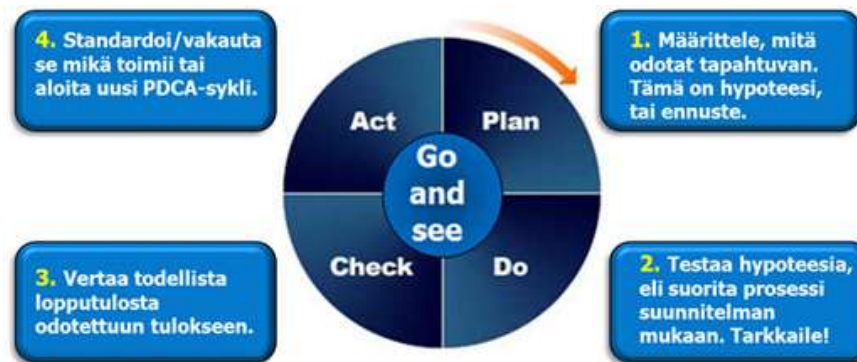 4. Standardoi/vakauta
se mikä toimii tai
aloita uusi PDCA-sykli.
1. Määrittele, mitä
odotat tapahtuvan.
Tämä on hypoteesi,
tai ennuste.
Act
Plan
Go
and
see
Check
Do
3. Vertaa todellista
lopputulosta
odotettuun tulokseen.
2. Testaa hypoteesia,
eli suorita prosessi
suunnitelman
mukaan. Tarkkaile!